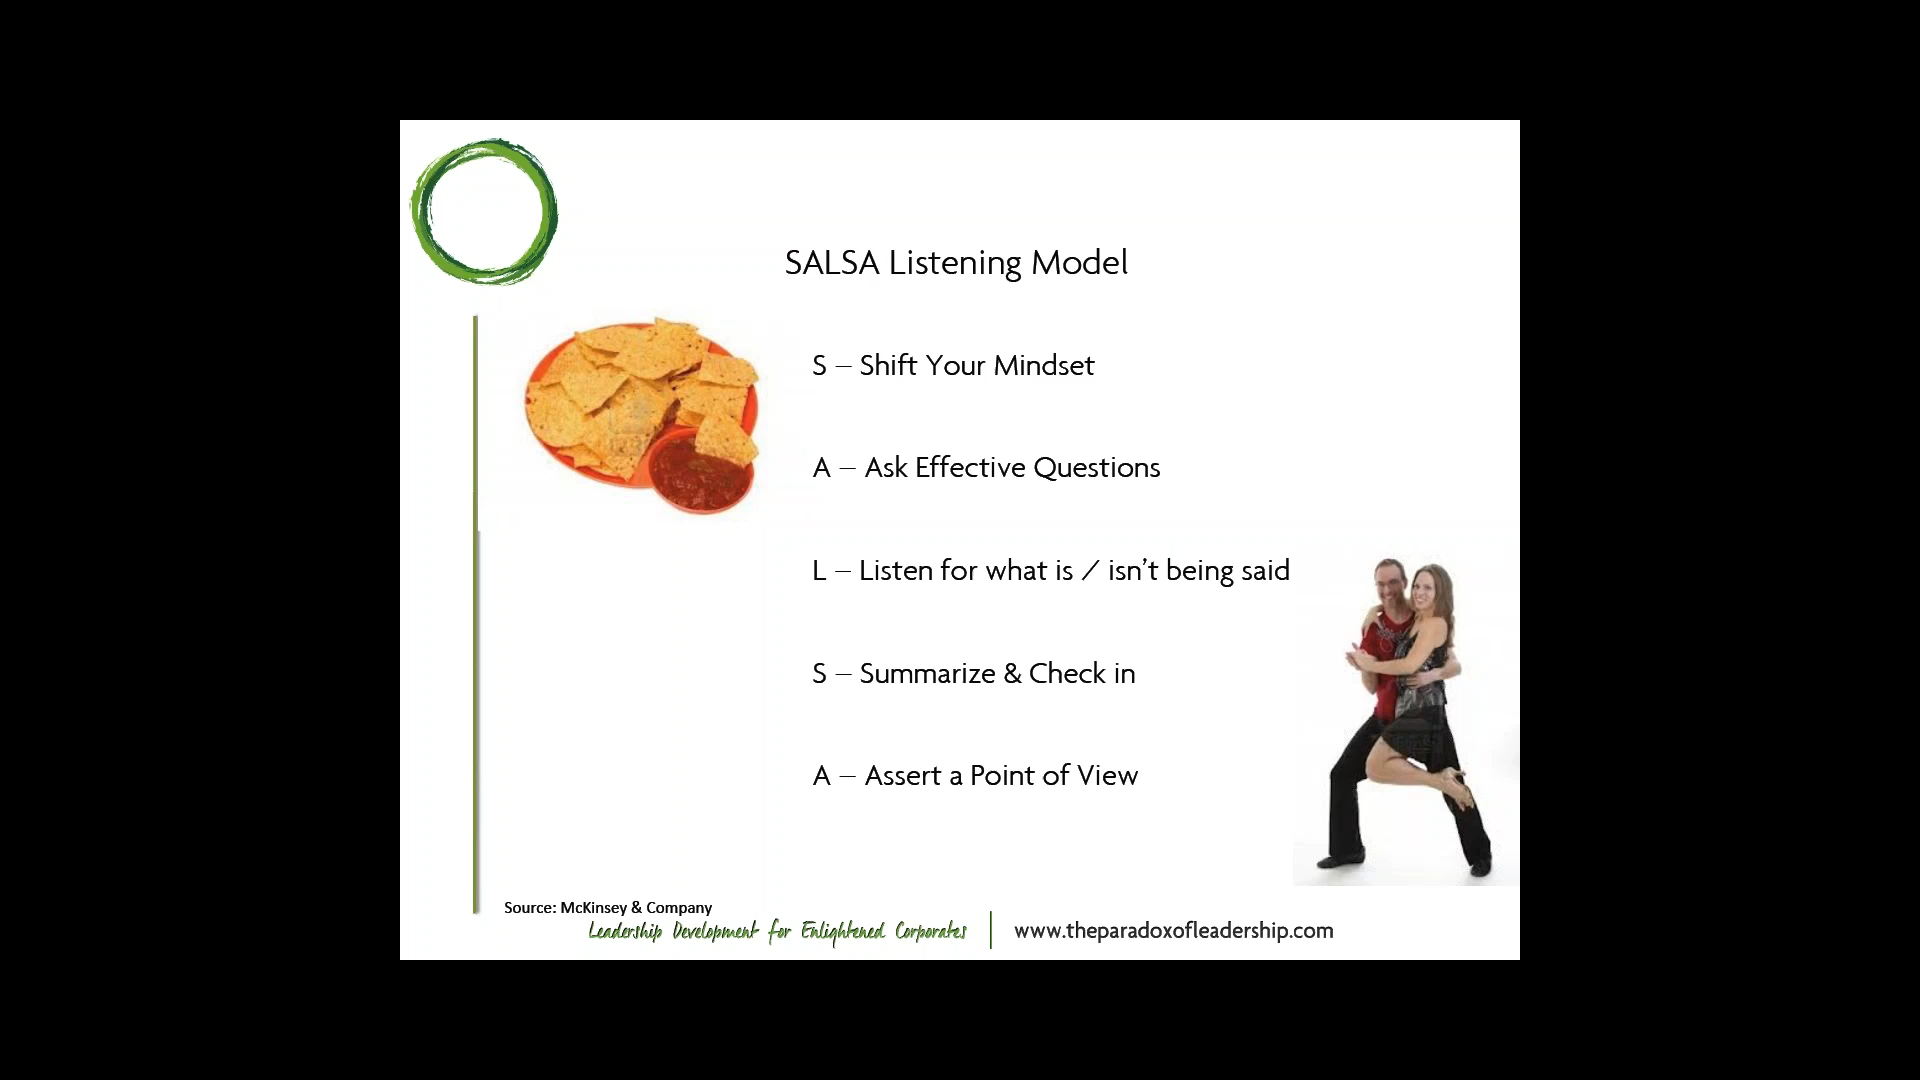 SALSA Listening Model
S – Shift Your Mindset
A – Ask Effective Questions
L – Listen for what is / isn't being said
S – Summarize & Check in
A – Assert a Point of View
Source: McKinsey & Company
Leadership Development for Enlightened Corporates
www.theparadoxofleadership.com